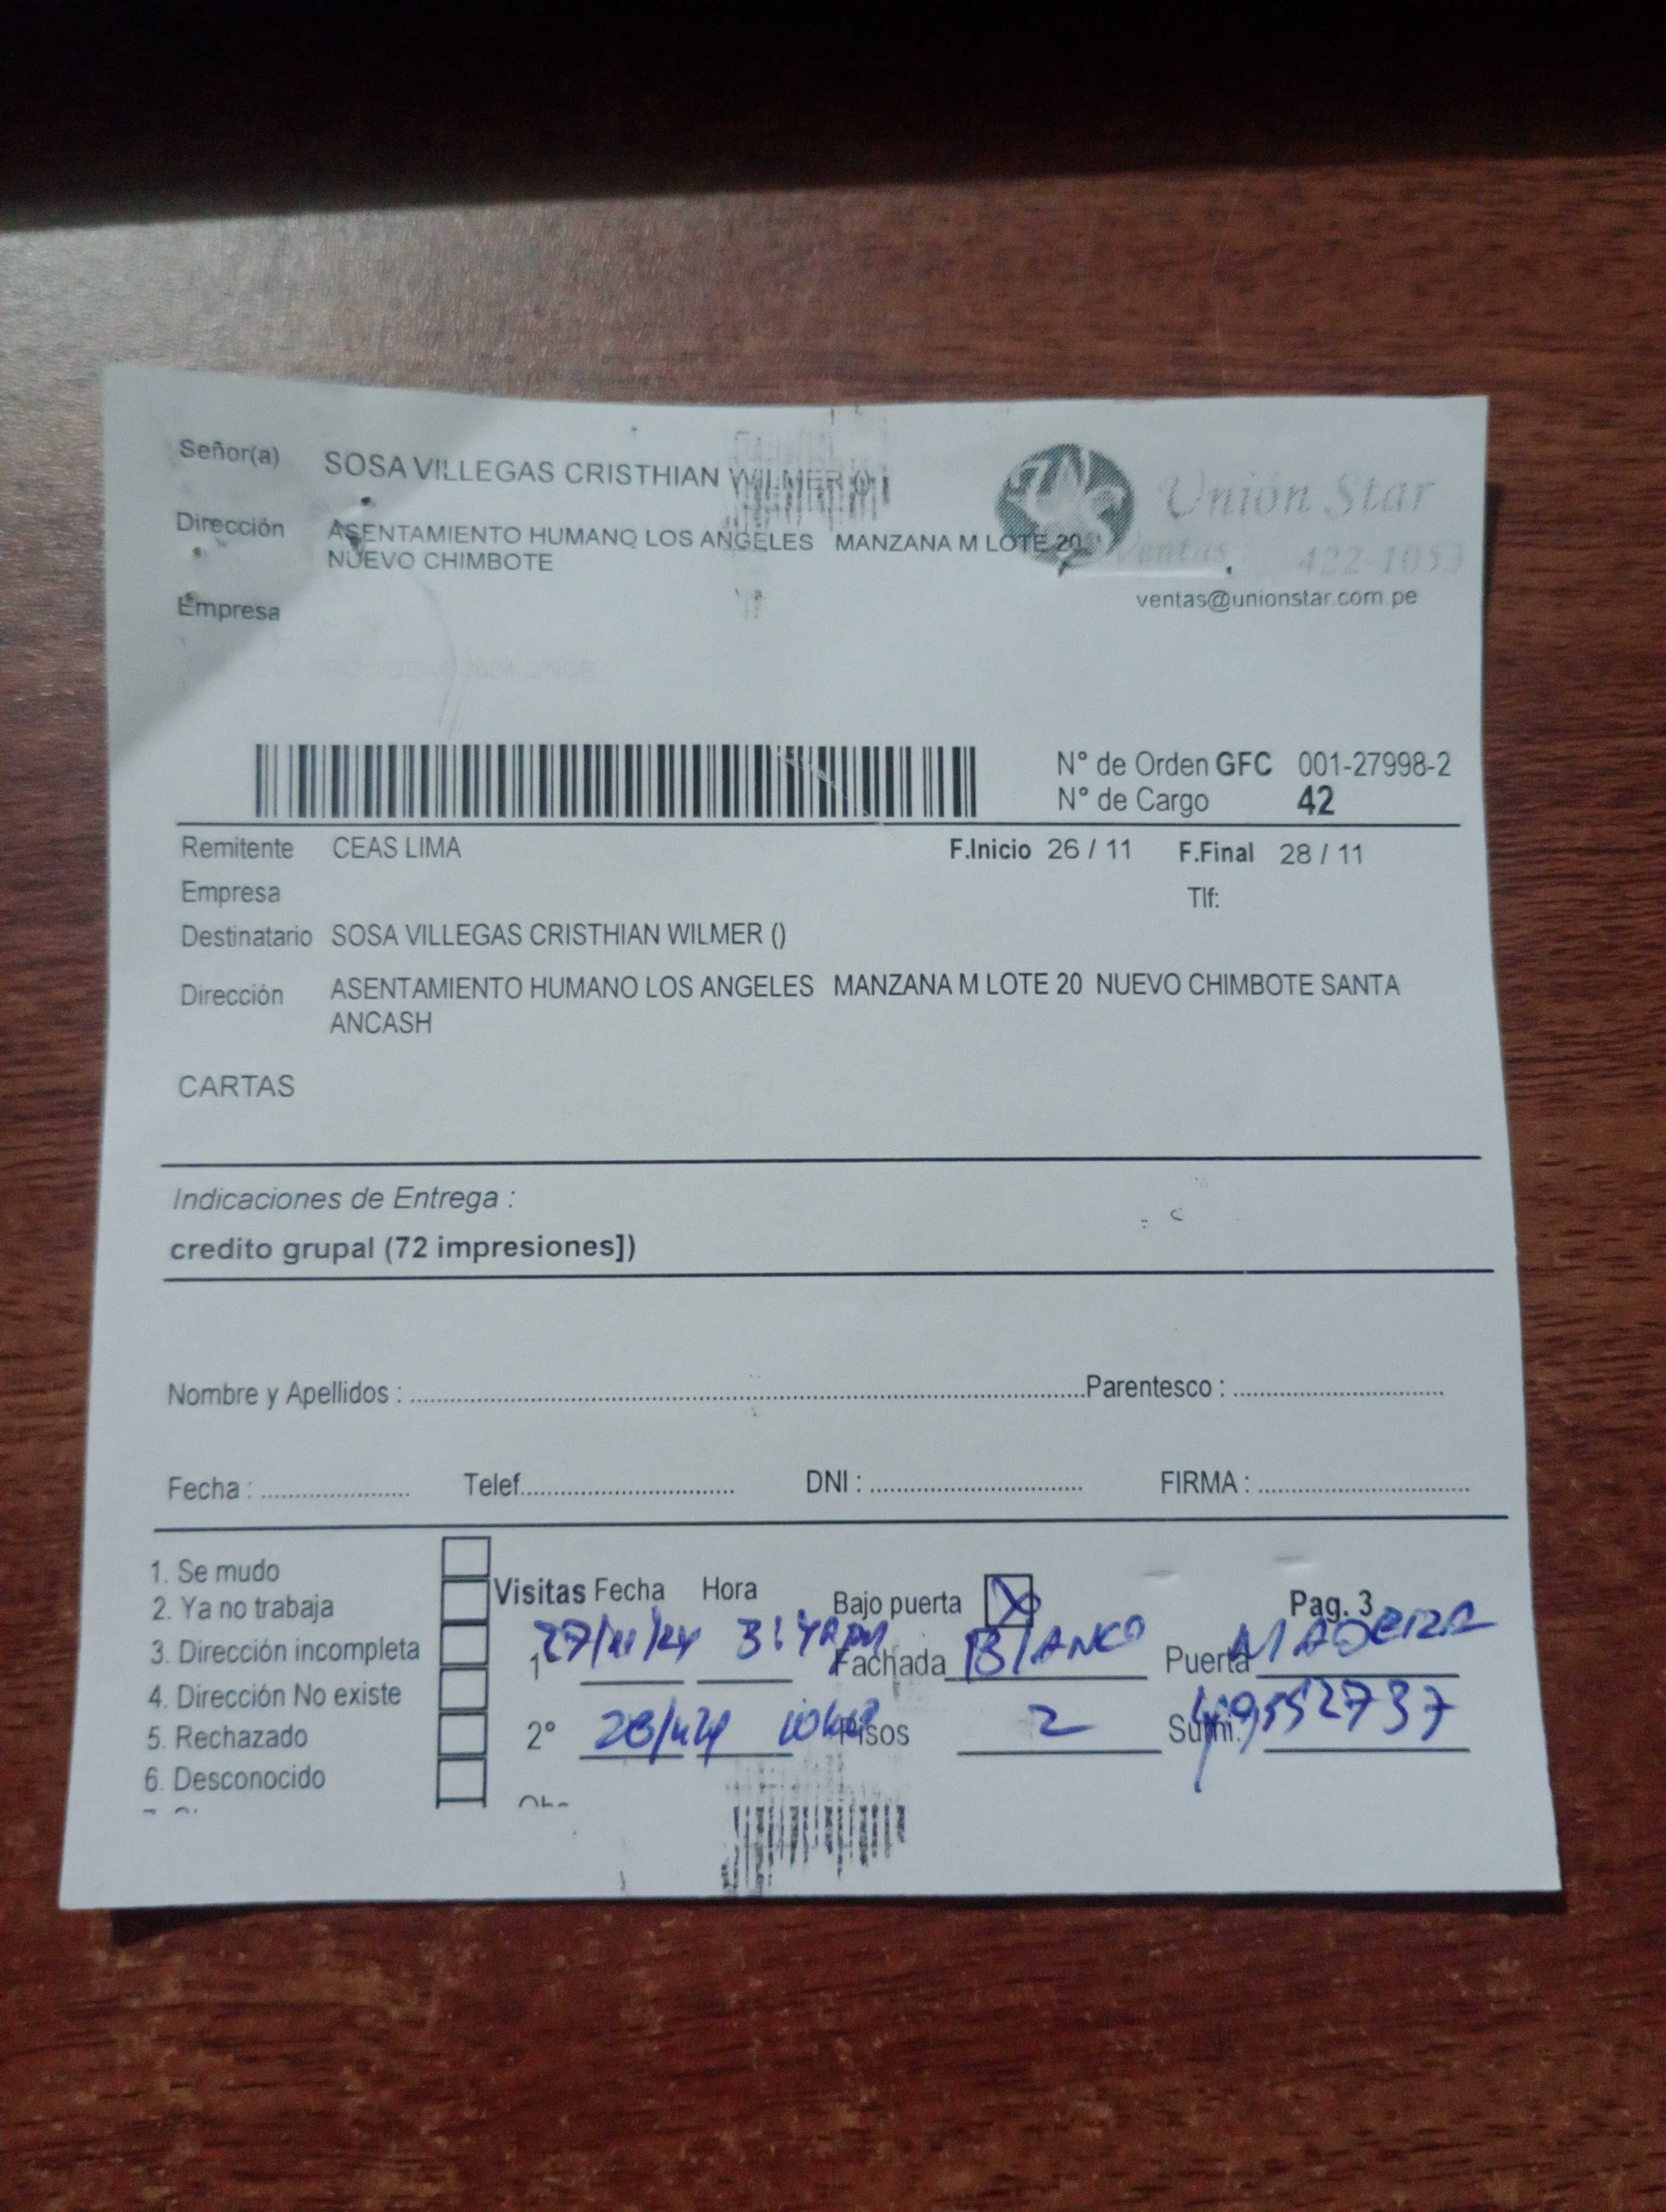 Señor(a) SOSA VILLEGAS CRISTHIAN WILMER ()
Unión Star
Dirección ASENTAMIENTO HUMANO LOS ANGELES MANZANA M LOTE 20
NUEVO CHIMBOTE
Ventas 422-1053
ventas@unionstar.com.pe
Empresa
N° de Orden GFC 001-27998-2
N° de Cargo 42
Remitente CEAS LIMA F.Inicio 26 / 11 F.Final 28 / 11
Empresa Tlf:
Destinatario SOSA VILLEGAS CRISTHIAN WILMER ()
Dirección ASENTAMIENTO HUMANO LOS ANGELES MANZANA M LOTE 20 NUEVO CHIMBOTE SANTA
ANCASH
CARTAS
Indicaciones de Entrega :
credito grupal (72 impresiones])
Nombre y Apellidos : Parentesco :
Fecha : Telef. DNI : FIRMA :
1. Se mudo
2. Ya no trabaja
3. Dirección incompleta
4. Dirección No existe
5. Rechazado
6. Desconocido
Visitas Fecha Hora Bajo puerta X Pag. 3
1 27/11/24 Fachada BLANCO Puerta MADERA
2° Pisos 2 Sumi. 49552737